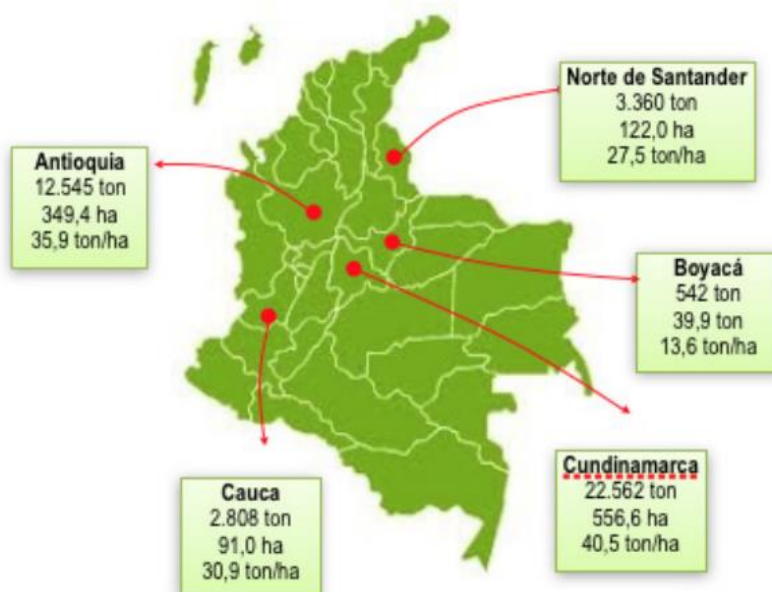 Norte de Santander
3.360 ton
122,0 ha
27,5 ton/ha
Antioquia
12.545 ton
349,4 ha
35,9 ton/ha
Boyacá
542 ton
39,9 ton
13,6 ton/ha
Cundinamarca
22.562 ton
556,6 ha
40,5 ton/ha
Cauca
2.808 ton
91,0 ha
30,9 ton/ha